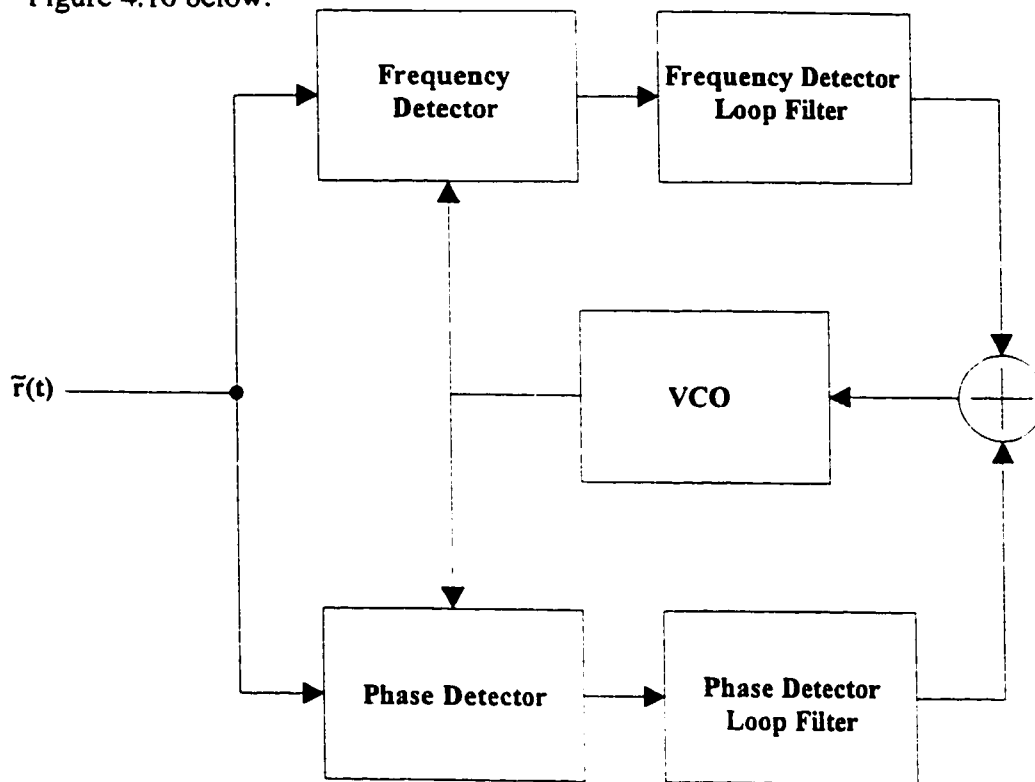 Figure 4.16 below.
Frequency
Detector
Frequency Detector
Loop Filter
r̃(t)
VCO
Phase Detector
Phase Detector
Loop Filter